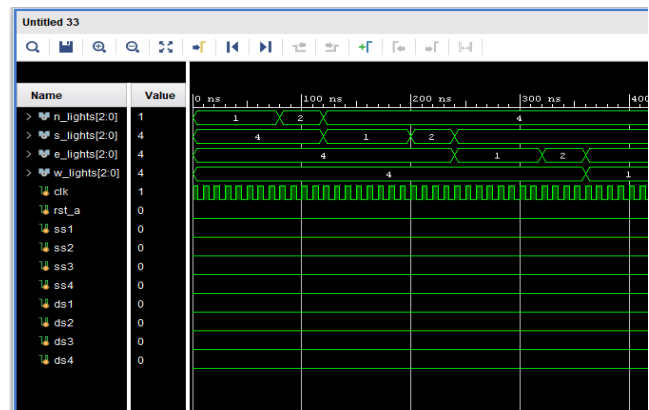 Untitled 33
Name Value
0 ns 100 ns 200 ns 300 ns 400
n_lights[2:0] 1 1 2 4
s_lights[2:0] 4 4 1 2 4
e_lights[2:0] 4 4 1 2 4
w_lights[2:0] 4 4 1
clk 1
rst_a 0
ss1 0
ss2 0
ss3 0
ss4 0
ds1 0
ds2 0
ds3 0
ds4 0